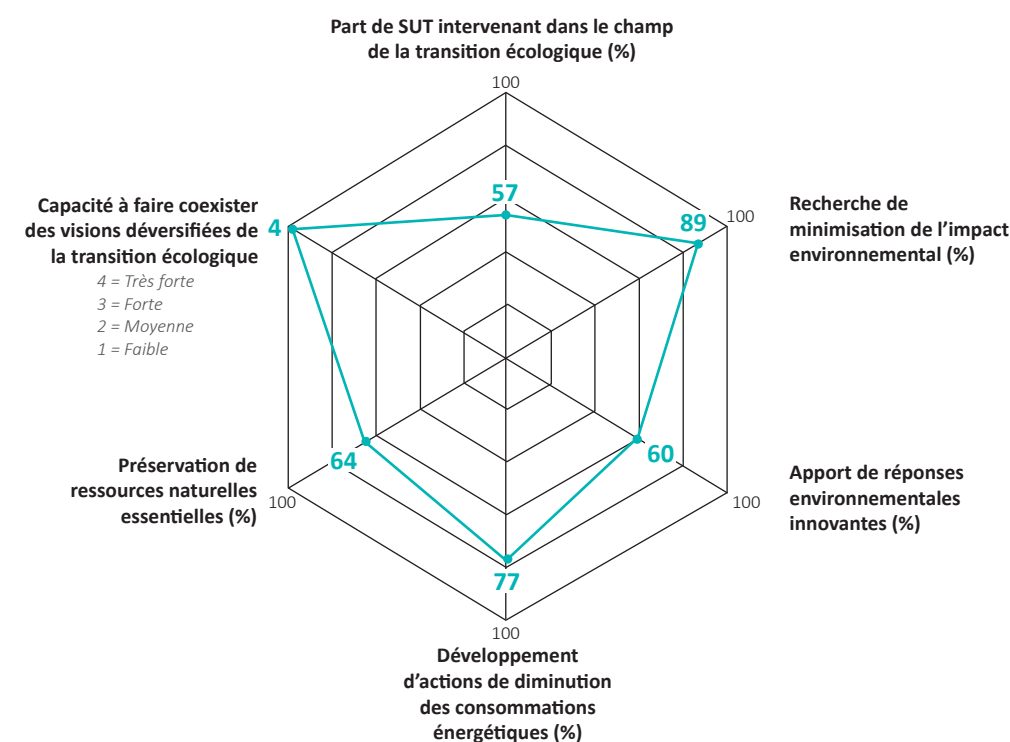 Part de SUT intervenant dans le champ
de la transition écologique (%)
100
57
Capacité à faire coexister
des visions déversifiées de
la transition écologique
4 = Très forte
3 = Forte
2 = Moyenne
1 = Faible
4
89
100
Recherche de
minimisation de l’impact
environnemental (%)
Préservation de
ressources naturelles
essentielles (%)
100
64
60
100
Apport de réponses
environnementales
innovantes (%)
77
100
Développement
d’actions de diminution
des consommations
énergétiques (%)